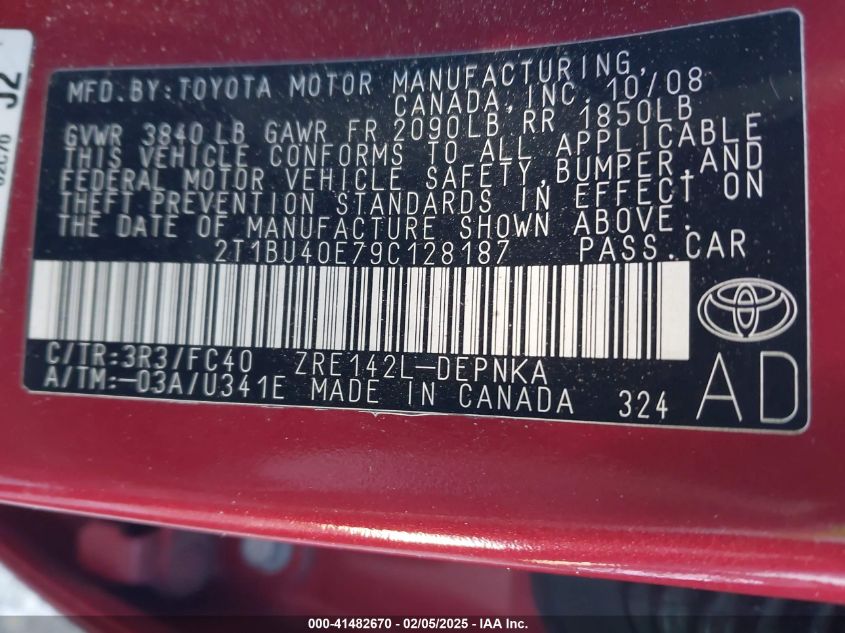 J2
MFD.BY:TOYOTA MOTOR MANUFACTURING,
CANADA,INC. 10/08
GVWR 3840 LB GAWR FR 2090LB RR 1850LB
THIS VEHICLE CONFORMS TO ALL APPLICABLE
FEDERAL MOTOR VEHICLE SAFETY,BUMPER,AND
THEFT PREVENTION STANDARDS IN EFFECT ON
THE DATE OF MANUFACTURE SHOWN ABOVE.
2T1BU40E79C128187 PASS.CAR
C/TR:3R3/FC40 ZRE142L-DEPNKA
A/TM:-03A/U341E MADE IN CANADA 324
AD
000-41482670 - 02/05/2025 - IAAI Inc.